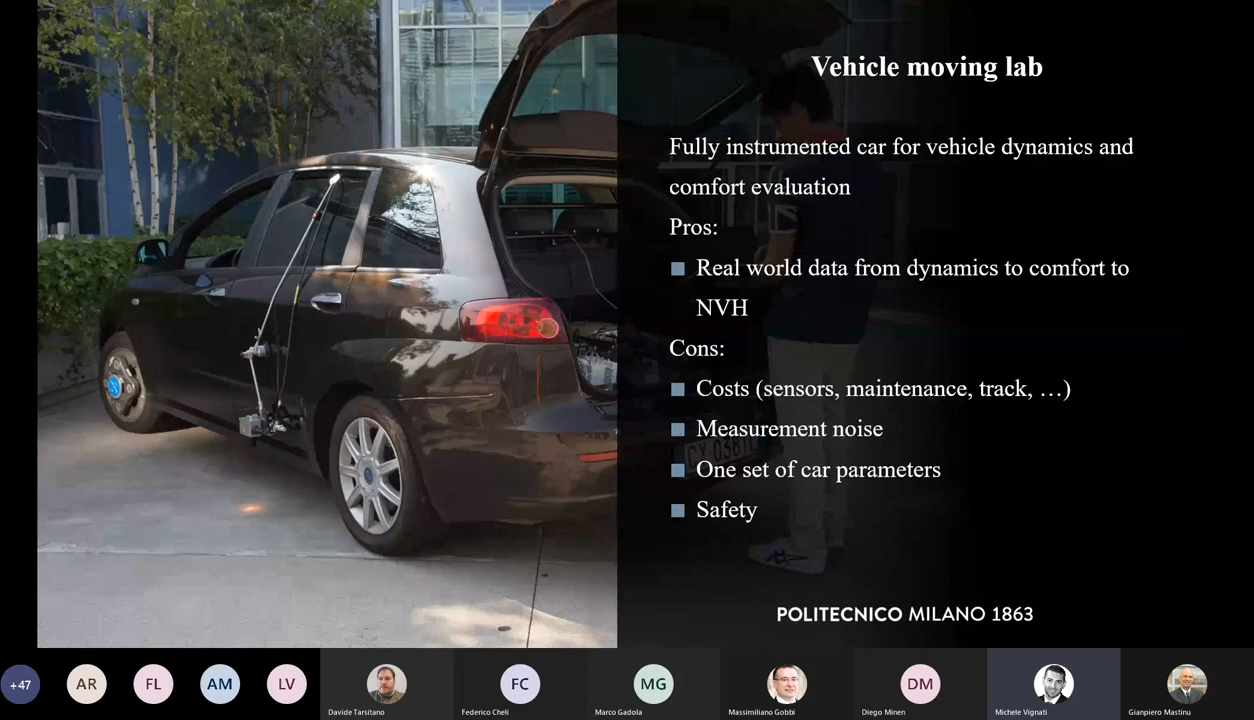 Vehicle moving lab
Fully instrumented car for vehicle dynamics and
comfort evaluation
Pros:
Real world data from dynamics to comfort to
NVH
Cons:
Costs (sensors, maintenance, track, …)
Measurement noise
One set of car parameters
Safety
POLITECNICO MILANO 1863
+47
AR
FL
AM
LV
FC
MG
DM
Davide Tarsitano
Federico Cheli
Marco Gadola
Massimiliano Gobbi
Diego Minen
Michele Vignati
Gianpiero Mastinu